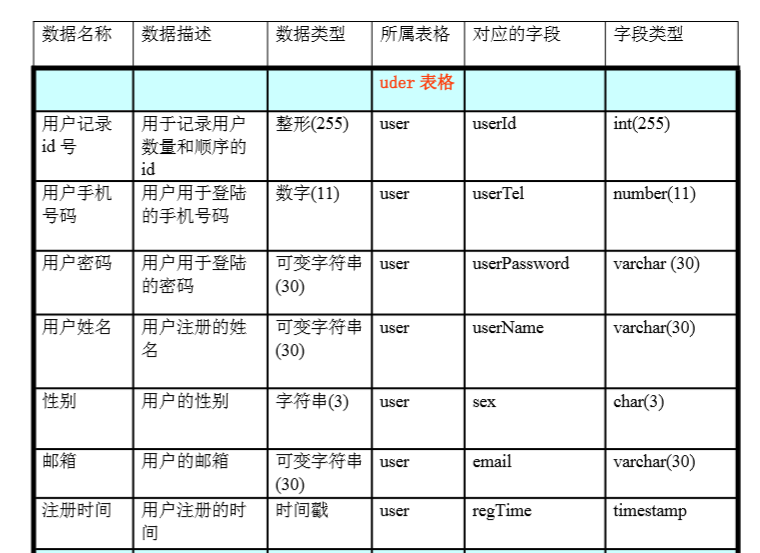 数据名称 数据描述 数据类型 所属表格 对应的字段 字段类型
uder 表格
用户记录 用于记录用户 整形(255) user userId int(255)
id 号 数量和顺序的
id
用户手机 用户用于登陆 数字(11) user userTel number(11)
号码 的手机号码
用户密码 用户用于登陆 可变字符串 user userPassword varchar (30)
的密码 (30)
用户姓名 用户注册的姓 可变字符串 user userName varchar(30)
名 (30)
性别 用户的性别 字符串(3) user sex char(3)
邮箱 用户的邮箱 可变字符串 user email varchar(30)
(30)
注册时间 用户注册的时 时间戳 user regTime timestamp
间